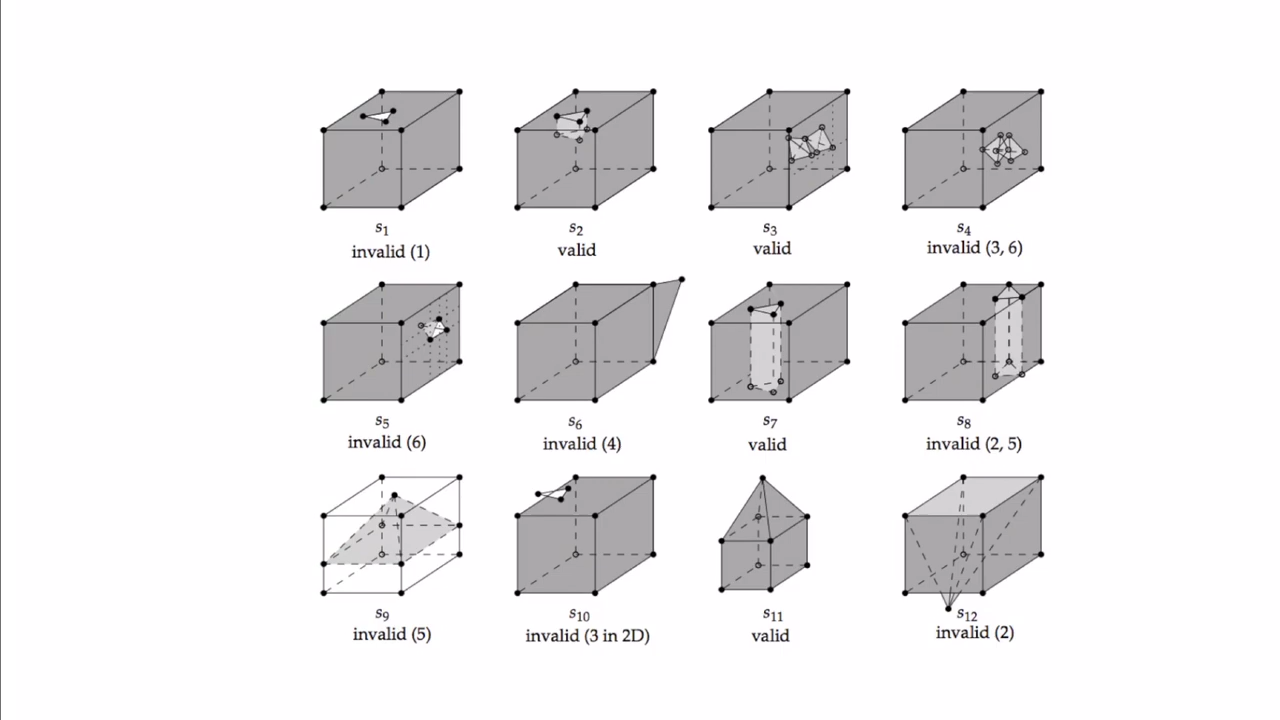 s1 s2 s3 s4
invalid (1) valid valid invalid (3, 6)
s5 s6 s7 s8
invalid (6) invalid (4) valid invalid (2, 5)
s9 s10 s11 s12
invalid (5) invalid (3 in 2D) valid invalid (2)